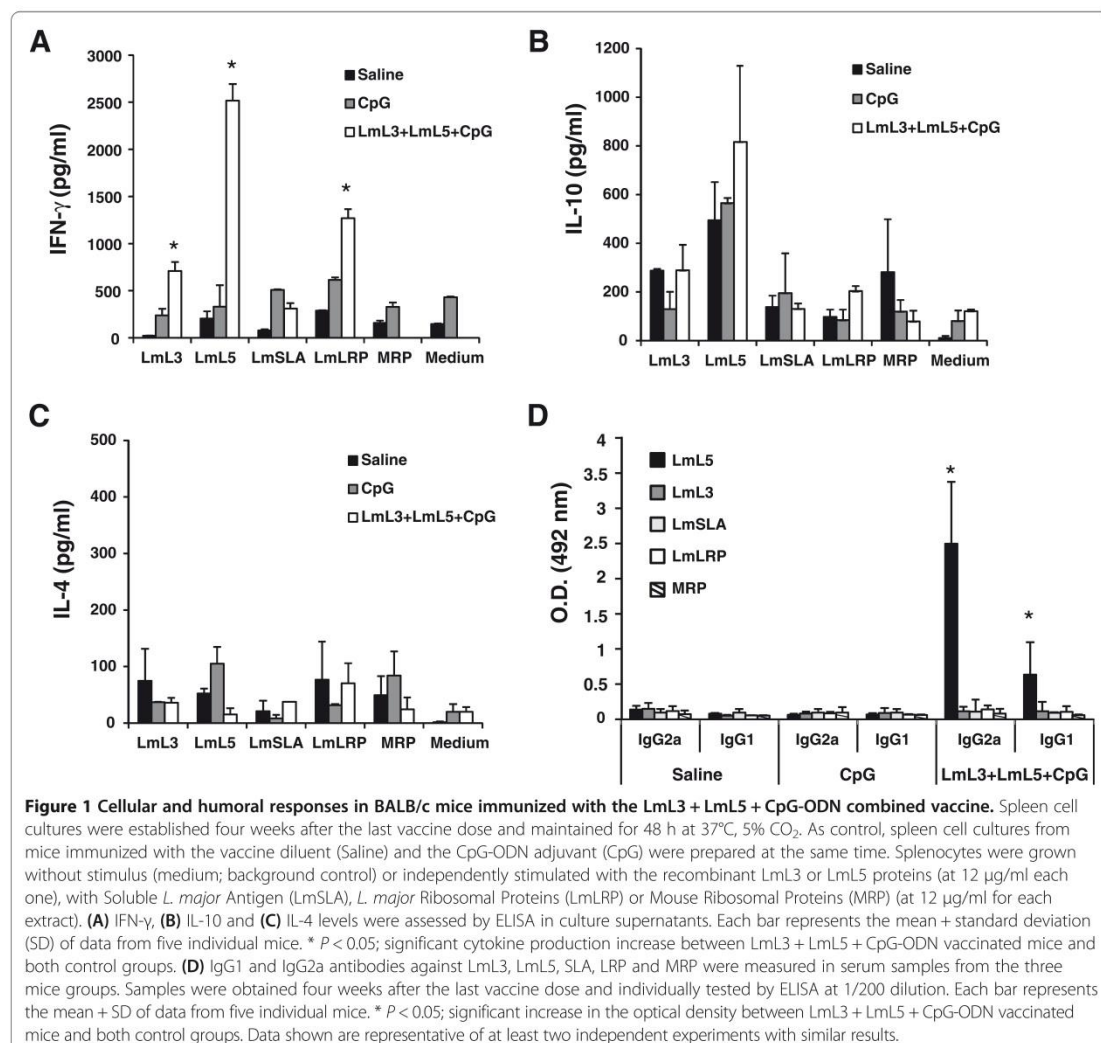 A
3000
2500
2000
1500
1000
500
0
IFN-γ (pg/ml)
Saline
CpG
LmL3+LmL5+CpG
*
*
*
LmL3 LmL5 LmSLA LmLRP MRP Medium
B
1200
1000
800
600
400
200
0
IL-10 (pg/ml)
Saline
CpG
LmL3+LmL5+CpG
LmL3 LmL5 LmSLA LmLRP MRP Medium
C
500
400
300
200
100
0
IL-4 (pg/ml)
Saline
CpG
LmL3+LmL5+CpG
LmL3 LmL5 LmSLA LmLRP MRP Medium
D
4
3.5
3
2.5
2
1.5
1
0.5
0
O.D. (492 nm)
LmL5
LmL3
LmSLA
LmLRP
MRP
*
*
IgG2a IgG1 IgG2a IgG1 IgG2a IgG1
Saline CpG LmL3+LmL5+CpG
Figure 1 Cellular and humoral responses in BALB/c mice immunized with the LmL3 + LmL5 + CpG-ODN combined vaccine. Spleen cell
cultures were established four weeks after the last vaccine dose and maintained for 48 h at 37°C, 5% CO₂. As control, spleen cell cultures from
mice immunized with the vaccine diluent (Saline) and the CpG-ODN adjuvant (CpG) were prepared at the same time. Splenocytes were grown
without stimulus (medium; background control) or independently stimulated with the recombinant LmL3 or LmL5 proteins (at 12 μg/ml each
one), with Soluble L. major Antigen (LmSLA), L. major Ribosomal Proteins (LmLRP) or Mouse Ribosomal Proteins (MRP) (at 12 μg/ml for each
extract). (A) IFN-γ, (B) IL-10 and (C) IL-4 levels were assessed by ELISA in culture supernatants. Each bar represents the mean + standard deviation
(SD) of data from five individual mice. * P < 0.05; significant cytokine production increase between LmL3 + LmL5 + CpG-ODN vaccinated mice and
both control groups. (D) IgG1 and IgG2a antibodies against LmL3, LmL5, SLA, LRP and MRP were measured in serum samples from the three
mice groups. Samples were obtained four weeks after the last vaccine dose and individually tested by ELISA at 1/200 dilution. Each bar represents
the mean + SD of data from five individual mice. * P < 0.05; significant increase in the optical density between LmL3 + LmL5 + CpG-ODN vaccinated
mice and both control groups. Data shown are representative of at least two independent experiments with similar results.